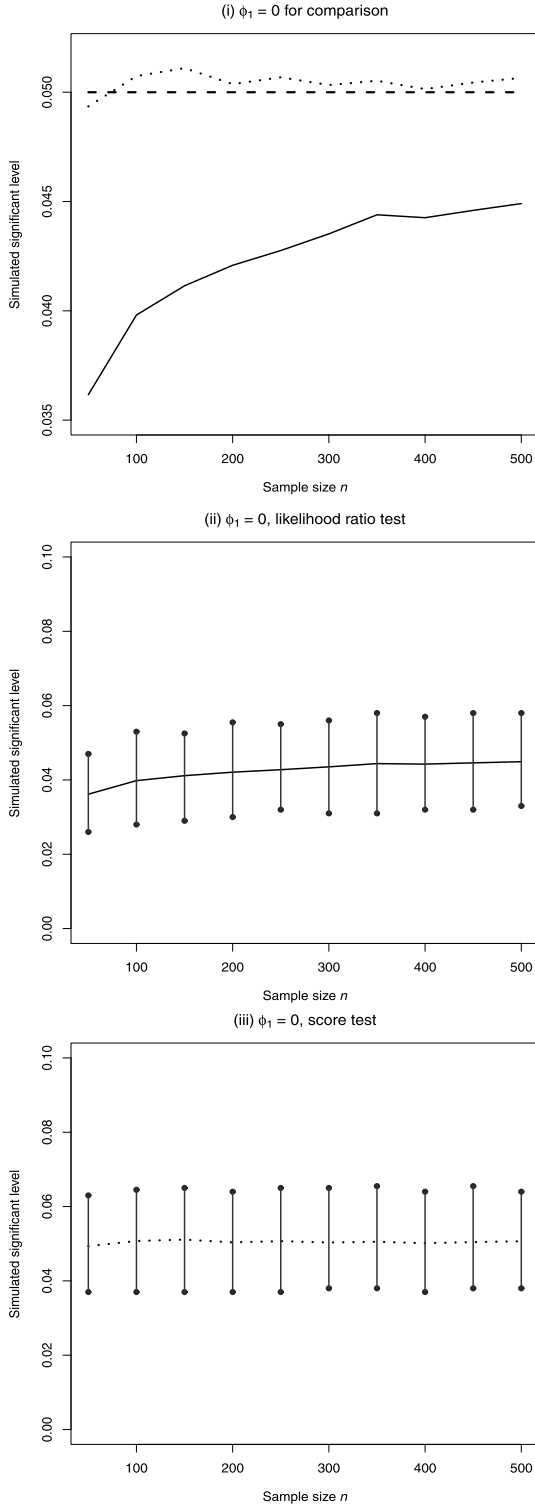 (i) ϕ₁ = 0 for comparison
Simulated significant level
0.050
0.045
0.040
0.035
100 200 300 400 500
Sample size n
(ii) ϕ₁ = 0, likelihood ratio test
Simulated significant level
0.10
0.08
0.06
0.04
0.02
0.00
100 200 300 400 500
Sample size n
(iii) ϕ₁ = 0, score test
Simulated significant level
0.10
0.08
0.06
0.04
0.02
0.00
100 200 300 400 500
Sample size n